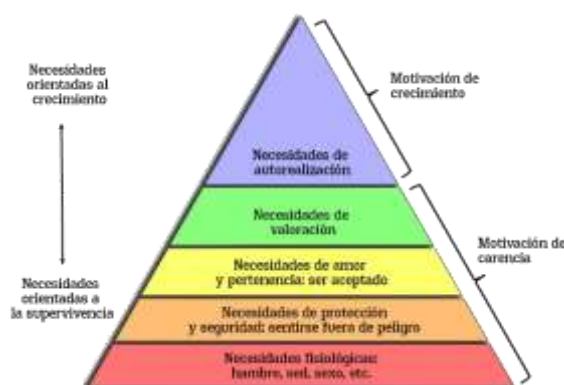 Necesidades
orientadas al
crecimiento
Motivación de
crecimiento
Necesidades de
autorealización
Necesidades de
valoración
Motivación de
carencia
Necesidades de amor
y pertenencia: ser aceptado
Necesidades
orientadas a
la supervivencia
Necesidades de protección
y seguridad: sentirse fuera de peligro
Necesidades fisiológicas:
hambre, sed, sexo, etc.